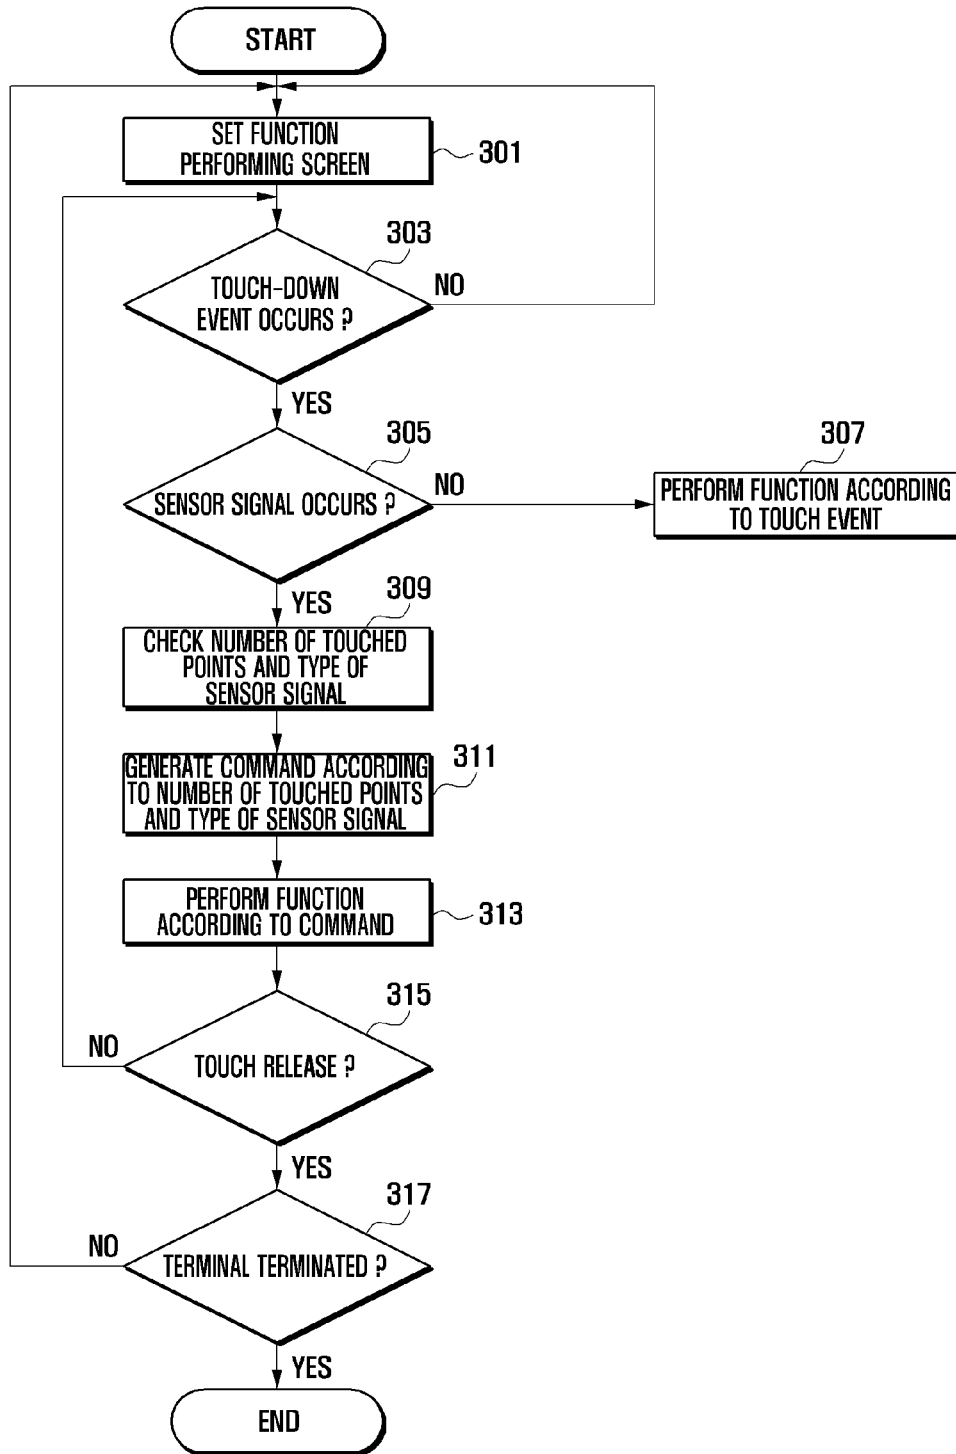 START
SET FUNCTION
PERFORMING SCREEN
301
303
TOUCH-DOWN
EVENT OCCURS ?
NO
YES
305
SENSOR SIGNAL OCCURS ?
NO
307
PERFORM FUNCTION ACCORDING
TO TOUCH EVENT
YES
309
CHECK NUMBER OF TOUCHED
POINTS AND TYPE OF
SENSOR SIGNAL
311
GENERATE COMMAND ACCORDING
TO NUMBER OF TOUCHED POINTS
AND TYPE OF SENSOR SIGNAL
PERFORM FUNCTION
ACCORDING TO COMMAND
313
315
NO
TOUCH RELEASE ?
YES
317
NO
TERMINAL TERMINATED ?
YES
END